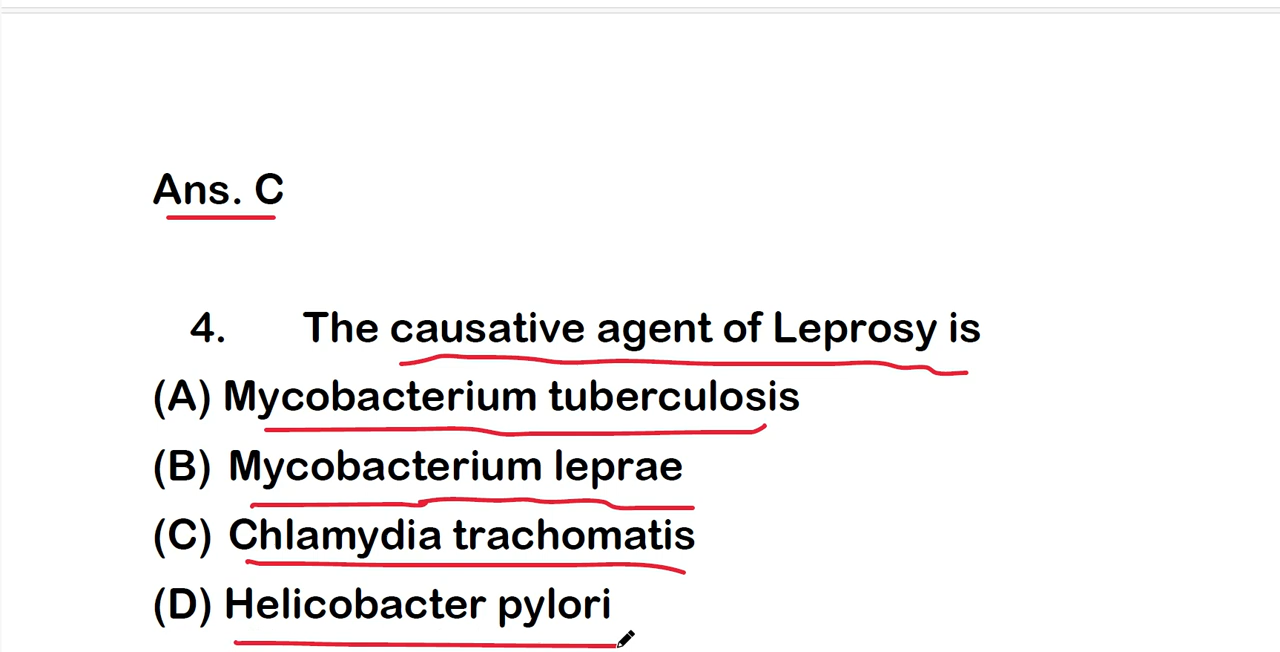 Ans. C
4. The causative agent of Leprosy is
(A) Mycobacterium tuberculosis
(B) Mycobacterium leprae
(C) Chlamydia trachomatis
(D) Helicobacter pylori